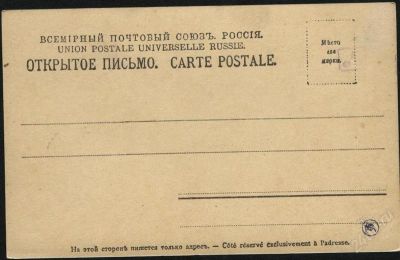 ВСЕМІРНЫЙ ПОЧТОВЫЙ СОЮЗЪ. РОССІЯ.
UNION POSTALE UNIVERSELLE RUSSIE.
ОТКРЫТОЕ ПИСЬМО. CARTE POSTALE.
Мѣсто
для
марки.
На этой сторонѣ пишется только адресъ. — Côté réservé exclusivement à l'adresse.